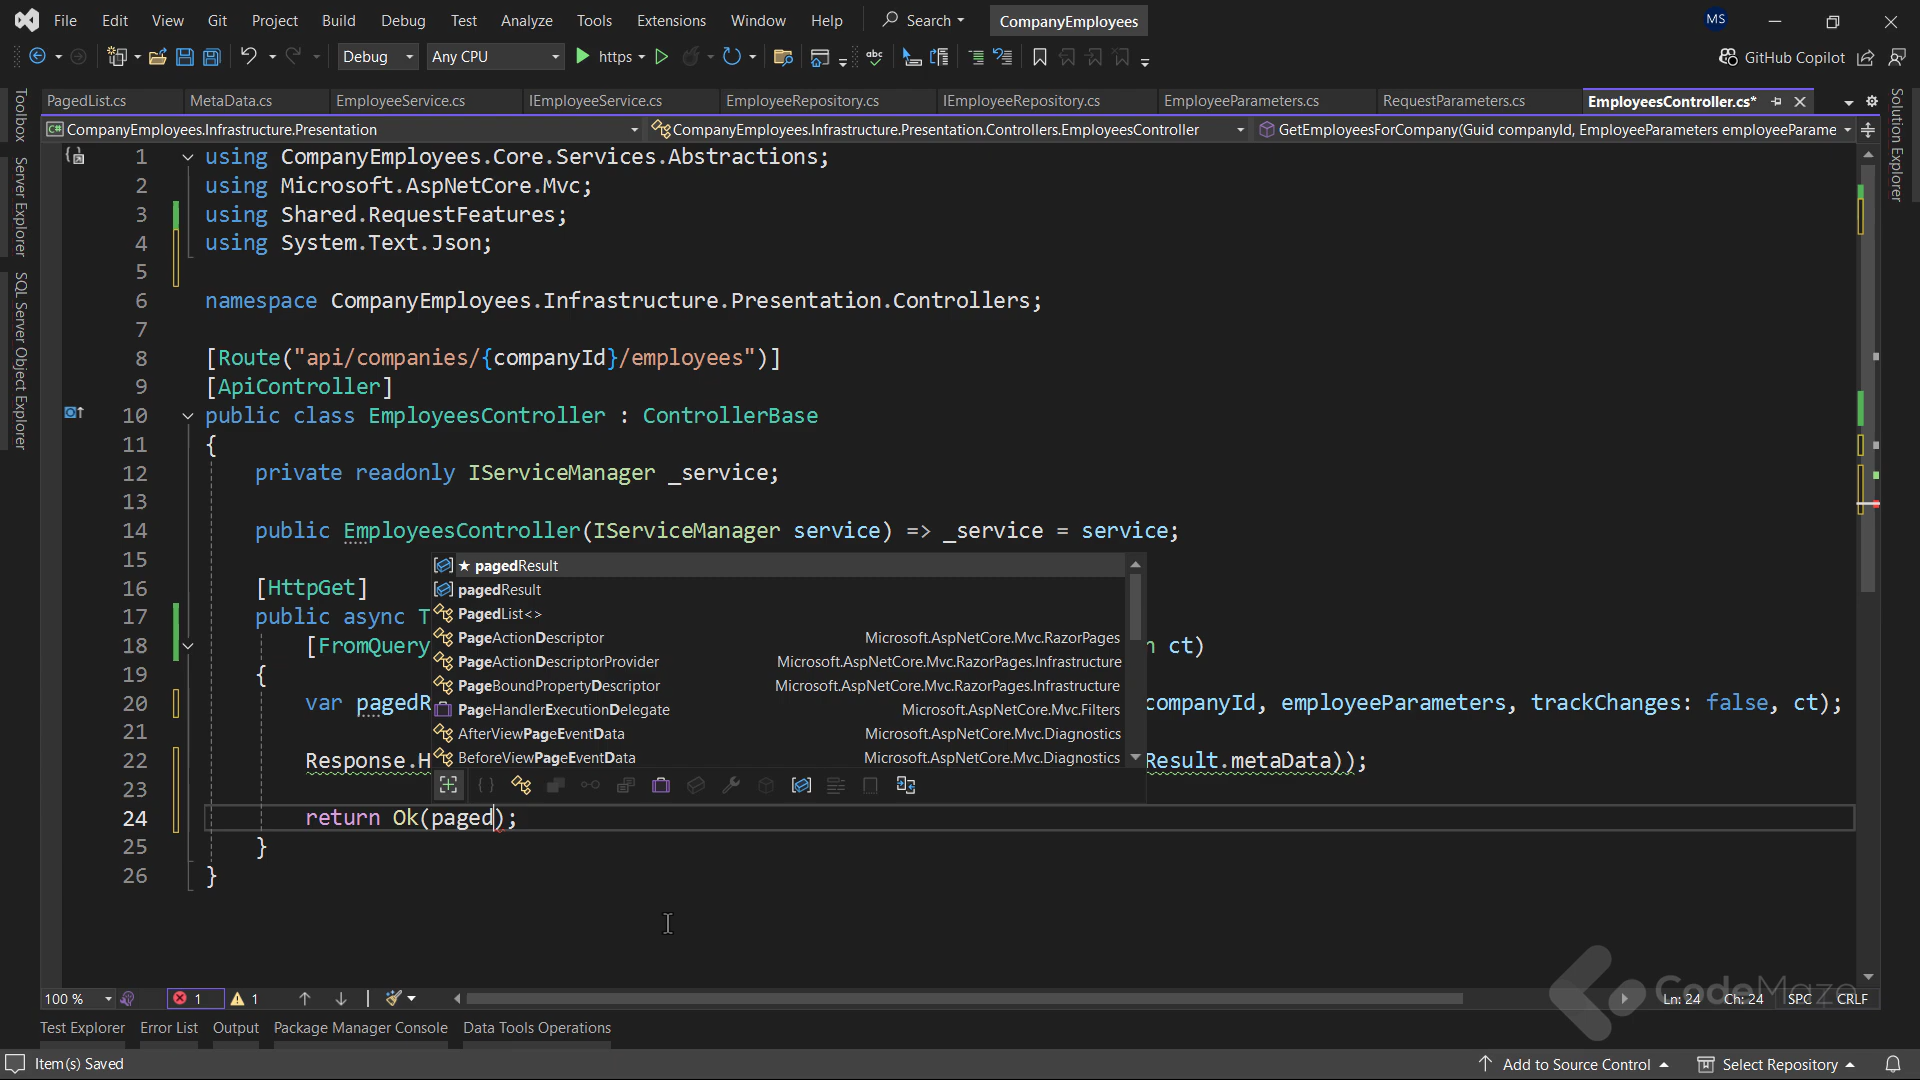 File Edit View Git Project Build Debug Test Analyze Tools Extensions Window Help Search CompanyEmployees MS
Debug Any CPU https abc GitHub Copilot
PagedList.cs MetaData.cs EmployeeService.cs IEmployeeService.cs EmployeeRepository.cs IEmployeeRepository.cs EmployeeParameters.cs RequestParameters.cs EmployeesController.cs*
CompanyEmployees.Infrastructure.Presentation CompanyEmployees.Infrastructure.Presentation.Controllers.EmployeesController GetEmployeesForCompany(Guid companyId, EmployeeParameters employeeParame
Toolbox
Server Explorer
SQL Server Object Explorer
Solution Explorer
1 using CompanyEmployees.Core.Services.Abstractions;
2 using Microsoft.AspNetCore.Mvc;
3 using Shared.RequestFeatures;
4 using System.Text.Json;
5
6 namespace CompanyEmployees.Infrastructure.Presentation.Controllers;
7
8 [Route("api/companies/{companyId}/employees")]
9 [ApiController]
10 public class EmployeesController : ControllerBase
11 {
12 private readonly IServiceManager _service;
13
14 public EmployeesController(IServiceManager service) => _service = service;
15
16 [HttpGet]
17 public async T
18 [FromQuery n ct)
19 {
20 var pagedR companyId, employeeParameters, trackChanges: false, ct);
21
22 Response.H Result.metaData));
23
24 return Ok(paged);
25 }
26 }
★ pagedResult
pagedResult
PagedList<>
PageActionDescriptor Microsoft.AspNetCore.Mvc.RazorPages
PageActionDescriptorProvider Microsoft.AspNetCore.Mvc.RazorPages.Infrastructure
PageBoundPropertyDescriptor Microsoft.AspNetCore.Mvc.RazorPages.Infrastructure
PageHandlerExecutionDelegate Microsoft.AspNetCore.Mvc.Filters
AfterViewPageEventData Microsoft.AspNetCore.Mvc.Diagnostics
BeforeViewPageEventData Microsoft.AspNetCore.Mvc.Diagnostics
CodeMaze
100 % 1 1 Ln: 24 Ch: 24 SPC CRLF
Test Explorer Error List Output Package Manager Console Data Tools Operations
Item(s) Saved Add to Source Control Select Repository